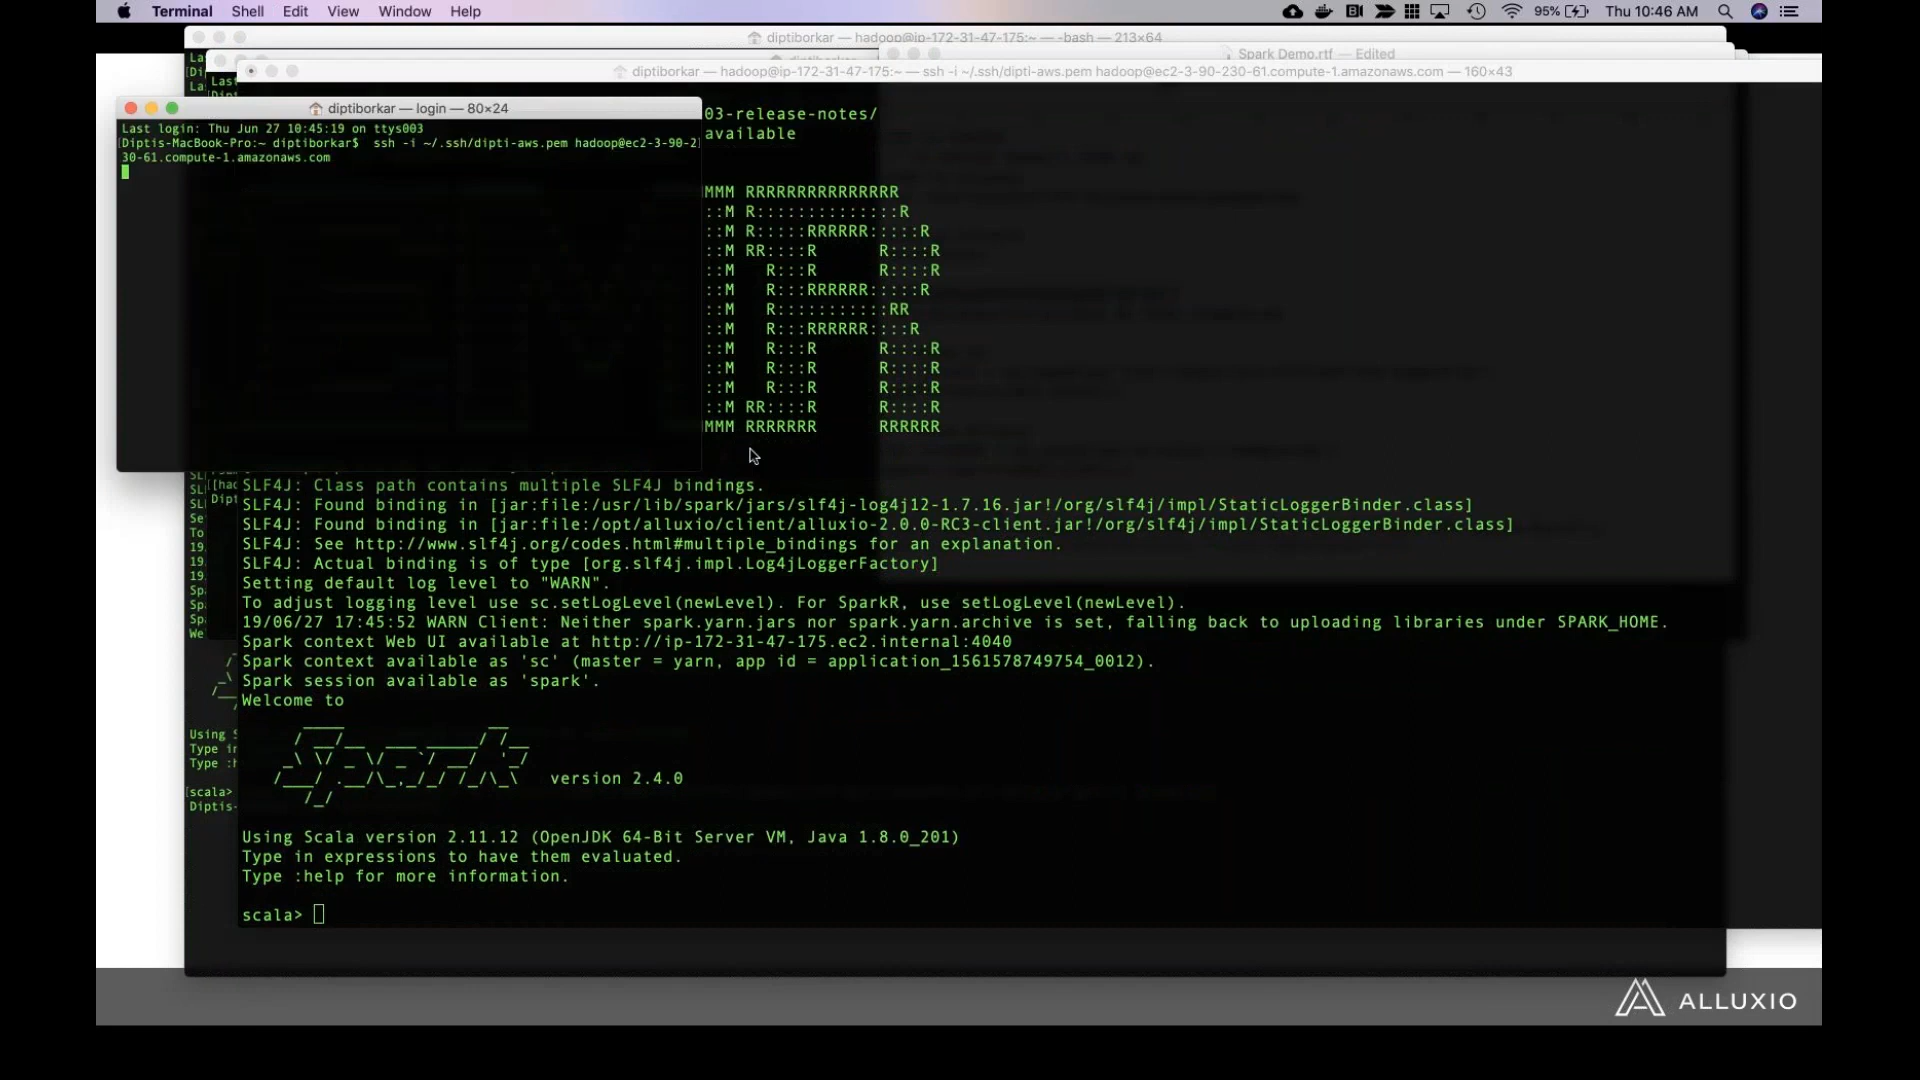 Terminal Shell Edit View Window Help 95% Thu 10:46 AM
diptiborkar — hadoop@ip-172-31-47-175:~ — -bash — 213×64
Spark Demo.rtf — Edited
diptiborkar — hadoop@ip-172-31-47-175:~ — ssh -i ~/.ssh/dipti-aws.pem hadoop@ec2-3-90-230-61.compute-1.amazonaws.com — 160×43
diptiborkar — login — 80×24
Last login: Thu Jun 27 10:45:19 on ttys003
[Diptis-MacBook-Pro:~ diptiborkar$ ssh -i ~/.ssh/dipti-aws.pem hadoop@ec2-3-90-2]
30-61.compute-1.amazonaws.com
03-release-notes/
available
MMM RRRRRRRRRRRRRRR
::M R::::::::::::::R
::M R:::::RRRRRR:::::R
::M RR::::R      R::::R
::M   R:::R      R::::R
::M   R:::RRRRRR:::::R
::M   R:::::::::::RR
::M   R:::RRRRRR::::R
::M   R:::R      R::::R
::M   R:::R      R::::R
::M   R:::R      R::::R
::M RR::::R      R::::R
MMM RRRRRRR      RRRRRR
SLF4J: Class path contains multiple SLF4J bindings.
SLF4J: Found binding in [jar:file:/usr/lib/spark/jars/slf4j-log4j12-1.7.16.jar!/org/slf4j/impl/StaticLoggerBinder.class]
SLF4J: Found binding in [jar:file:/opt/alluxio/client/alluxio-2.0.0-RC3-client.jar!/org/slf4j/impl/StaticLoggerBinder.class]
SLF4J: See http://www.slf4j.org/codes.html#multiple_bindings for an explanation.
SLF4J: Actual binding is of type [org.slf4j.impl.Log4jLoggerFactory]
Setting default log level to "WARN".
To adjust logging level use sc.setLogLevel(newLevel). For SparkR, use setLogLevel(newLevel).
19/06/27 17:45:52 WARN Client: Neither spark.yarn.jars nor spark.yarn.archive is set, falling back to uploading libraries under SPARK_HOME.
Spark context Web UI available at http://ip-172-31-47-175.ec2.internal:4040
Spark context available as 'sc' (master = yarn, app id = application_1561578749754_0012).
Spark session available as 'spark'.
Welcome to
Spark version 2.4.0
Using Scala version 2.11.12 (OpenJDK 64-Bit Server VM, Java 1.8.0_201)
Type in expressions to have them evaluated.
Type :help for more information.
scala>
ALLUXIO